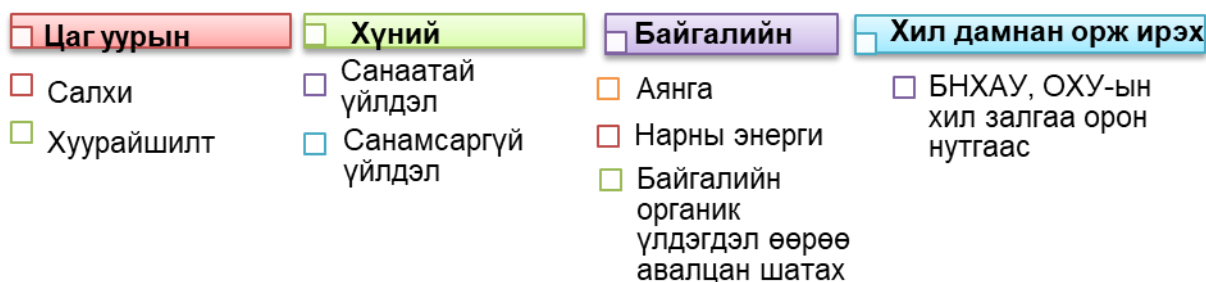 Цаг уурын
Салхи
Хуурайшилт
Хүний
Санаатай
үйлдэл
Санамсаргүй
үйлдэл
Байгалийн
Аянга
Нарны энерги
Байгалийн
органик
үлдэгдэл өөрөө
авалцан шатах
Хил дамнан орж ирэх
БНХАУ, ОХУ-ын
хил залгаа орон
нутгаас